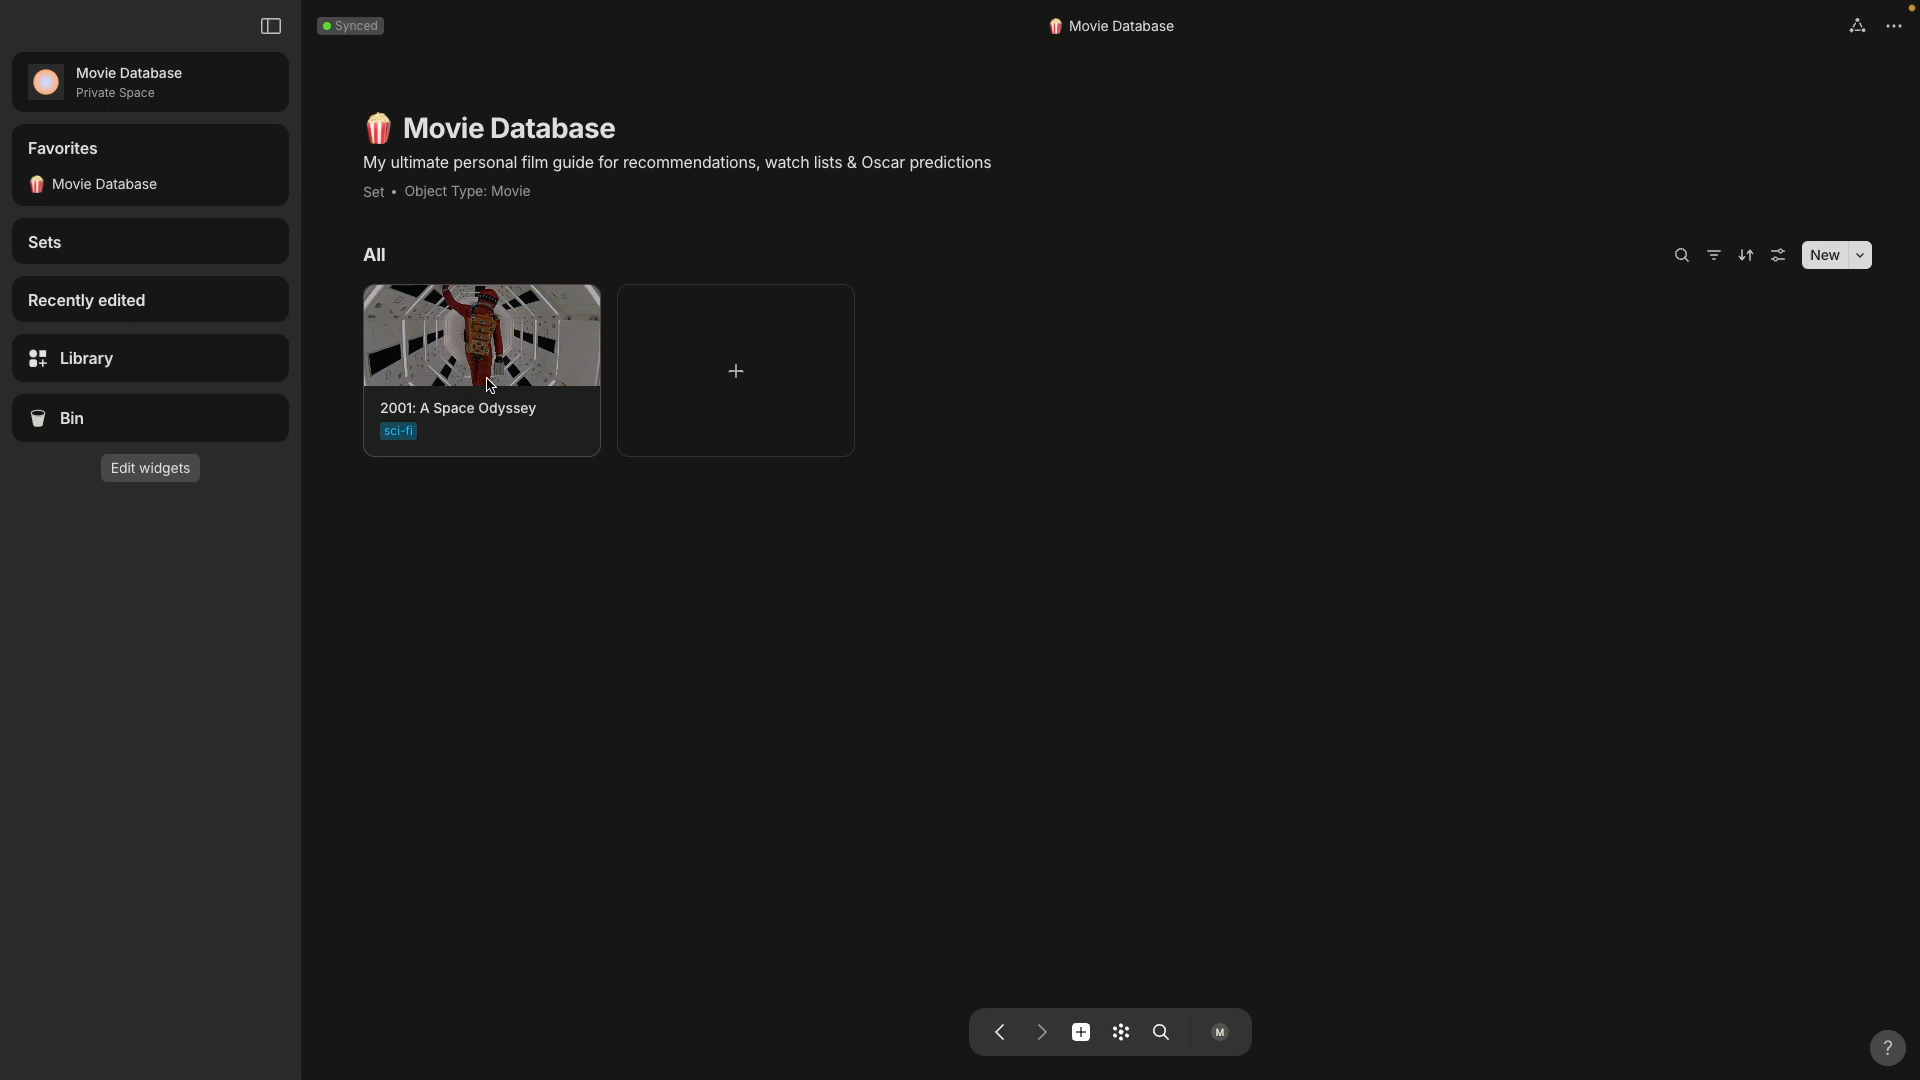 Synced
🍿 Movie Database
Movie Database
Private Space
Favorites
🍿 Movie Database
Sets
Recently edited
Library
Bin
Edit widgets
🍿 Movie Database
My ultimate personal film guide for recommendations, watch lists & Oscar predictions
Set • Object Type: Movie
All
New
2001: A Space Odyssey
sci-fi
M
?